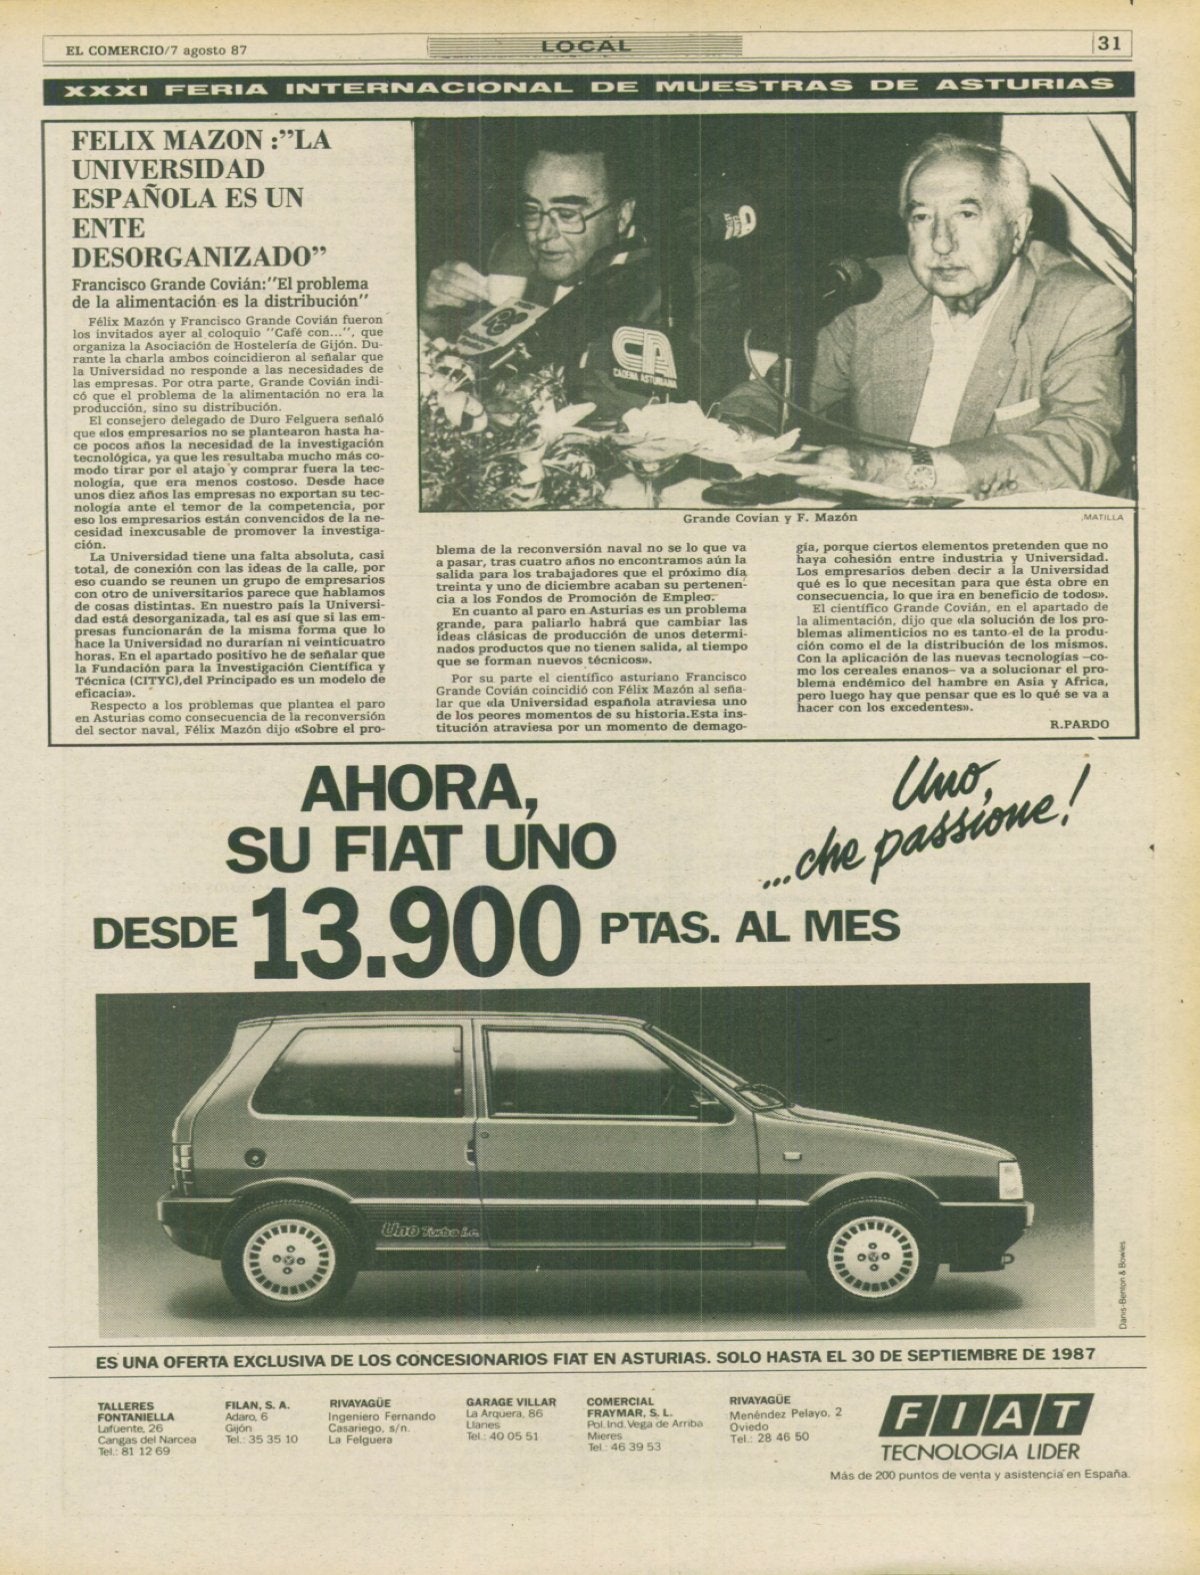 EL COMERCIO/7 agosto 87
LOCAL
31
XXXI FERIA INTERNACIONAL DE MUESTRAS DE ASTURIAS
FELIX MAZON :"LA
UNIVERSIDAD
ESPAÑOLA ES UN
ENTE
DESORGANIZADO"
Francisco Grande Covián:"El problema
de la alimentación es la distribución"
Félix Mazón y Francisco Grande Covián fueron
los invitados ayer al coloquio "Café con...", que
organiza la Asociación de Hostelería de Gijón. Du-
rante la charla ambos coincidieron al señalar que
la Universidad no responde a las necesidades de
las empresas. Por otra parte, Grande Covián indi-
có que el problema de la alimentación no era la
producción, sino su distribución.
El consejero delegado de Duro Felguera señaló
que «los empresarios no se plantearon hasta ha-
ce pocos años la necesidad de la investigación
tecnológica, ya que les resultaba mucho más co-
modo tirar por el atajo y comprar fuera la tec-
nología, que era menos costoso. Desde hace
unos diez años las empresas no exportan su tec-
nología ante el temor de la competencia, por
eso los empresarios están convencidos de la ne-
cesidad inexcusable de promover la investiga-
ción.
La Universidad tiene una falta absoluta, casi
total, de conexión con las ideas de la calle, por
eso cuando se reunen un grupo de empresarios
con otro de universitarios parece que hablamos
de cosas distintas. En nuestro país la Universi-
dad está desorganizada, tal es así que si las em-
presas funcionarán de la misma forma que lo
hace la Universidad no durarían ni veinticuatro
horas. En el apartado positivo he de señalar que
la Fundación para la Investigación Científica y
Técnica (CITYC),del Principado es un modelo de
eficacia».
Respecto a los problemas que plantea el paro
en Asturias como consecuencia de la reconversión
del sector naval, Félix Mazón dijo «Sobre el pro-
CA
CADENA ASTURIANA
Grande Covian y F. Mazón
MATILLA
blema de la reconversión naval no se lo que va
a pasar, tras cuatro años no encontramos aún la
salida para los trabajadores que el próximo día
treinta y uno de diciembre acaban su pertenen-
cia a los Fondos de Promoción de Empleo.
En cuanto al paro en Asturias es un problema
grande, para paliarlo habrá que cambiar las
ideas clásicas de producción de unos determi-
nados productos que no tienen salida, al tiempo
que se forman nuevos técnicos».
Por su parte el científico asturiano Francisco
Grande Covián coincidió con Félix Mazón al seña-
lar que «la Universidad española atraviesa uno
de los peores momentos de su historia.Esta ins-
titución atraviesa por un momento de demago-
gía, porque ciertos elementos pretenden que no
haya cohesión entre industria y Universidad.
Los empresarios deben decir a la Universidad
qué es lo que necesitan para que ésta obre en
consecuencia, lo que ira en beneficio de todos».
El científico Grande Covián, en el apartado de
la alimentación, dijo que «la solución de los pro-
blemas alimenticios no es tanto el de la produ-
ción como el de la distribución de los mismos.
Con la aplicación de las nuevas tecnologías –co-
mo los cereales enanos– va a solucionar el pro-
blema endémico del hambre en Asia y Africa,
pero luego hay que pensar que es lo qué se va a
hacer con los excedentes».
R.PARDO
AHORA,
SU FIAT UNO
DESDE 13.900 PTAS. AL MES
Uno,
...che passione!
Uno Turbo i.e.
Danis-Benton & Bowles
ES UNA OFERTA EXCLUSIVA DE LOS CONCESIONARIOS FIAT EN ASTURIAS. SOLO HASTA EL 30 DE SEPTIEMBRE DE 1987
TALLERES
FONTANIELLA
Lafuente, 26
Cangas del Narcea
Tel.: 81 12 69
FILAN, S. A.
Adaro, 6
Gijón
Tel.: 35 35 10
RIVAYAGÜE
Ingeniero Fernando
Casariego, s/n.
La Felguera
GARAGE VILLAR
La Arquera, 86
Llanes
Tel.: 40 05 51
COMERCIAL
FRAYMAR, S. L.
Pol. Ind. Vega de Arriba
Mieres
Tel.: 46 39 53
RIVAYAGÜE
Menéndez Pelayo, 2
Oviedo
Tel.: 28 46 50
FIAT
TECNOLOGIA LIDER
Más de 200 puntos de venta y asistencia en España.